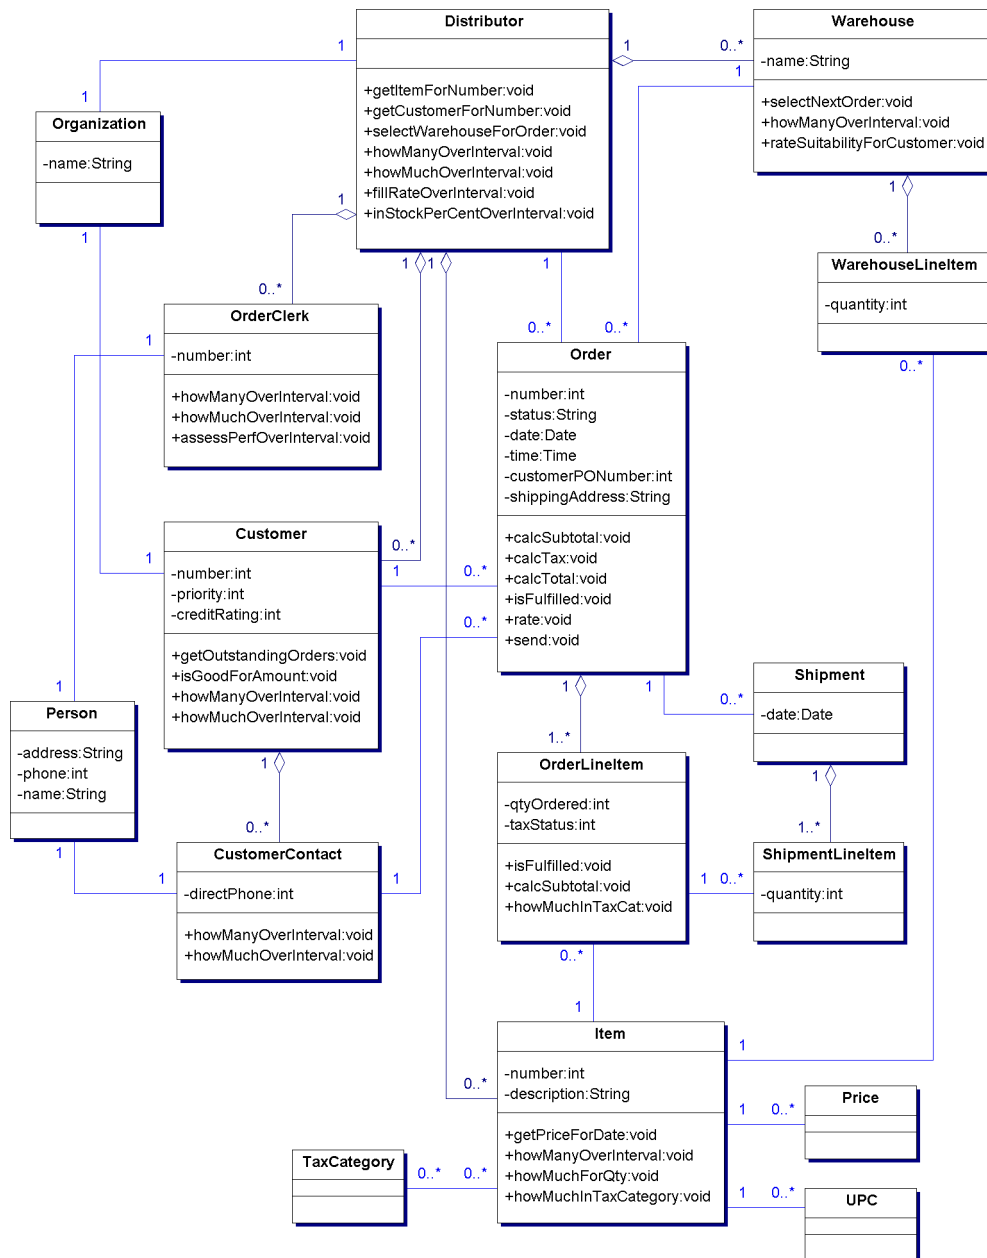 Distributor
+getItemForNumber:void
+getCustomerForNumber:void
+selectWarehouseForOrder:void
+howManyOverInterval:void
+howMuchOverInterval:void
+fillRateOverInterval:void
+inStockPerCentOverInterval:void
Warehouse
-name:String
+selectNextOrder:void
+howManyOverInterval:void
+rateSuitabilityForCustomer:void
1
1
1
0..*
1
Organization
-name:String
1
1
0..*
1
1
1
0..*
0..*
1
0..*
WarehouseLineItem
-quantity:int
0..*
OrderClerk
-number:int
+howManyOverInterval:void
+howMuchOverInterval:void
+assessPerfOverInterval:void
1
Order
-number:int
-status:String
-date:Date
-time:Time
-customerPONumber:int
-shippingAddress:String
+calcSubtotal:void
+calcTax:void
+calcTotal:void
+isFulfilled:void
+rate:void
+send:void
Customer
-number:int
-priority:int
-creditRating:int
+getOutstandingOrders:void
+isGoodForAmount:void
+howManyOverInterval:void
+howMuchOverInterval:void
1
0..*
1
0..*
0..*
1
Person
-address:String
-phone:int
-name:String
1
1
1
0..*
1
1
0..*
Shipment
-date:Date
1
1..*
1..*
OrderLineItem
-qtyOrdered:int
-taxStatus:int
+isFulfilled:void
+calcSubtotal:void
+howMuchInTaxCat:void
CustomerContact
-directPhone:int
+howManyOverInterval:void
+howMuchOverInterval:void
1
1
0..*
ShipmentLineItem
-quantity:int
0..*
1
Item
-number:int
-description:String
+getPriceForDate:void
+howManyOverInterval:void
+howMuchForQty:void
+howMuchInTaxCategory:void
1
0..*
1
0..*
Price
TaxCategory
0..*
0..*
1
0..*
UPC